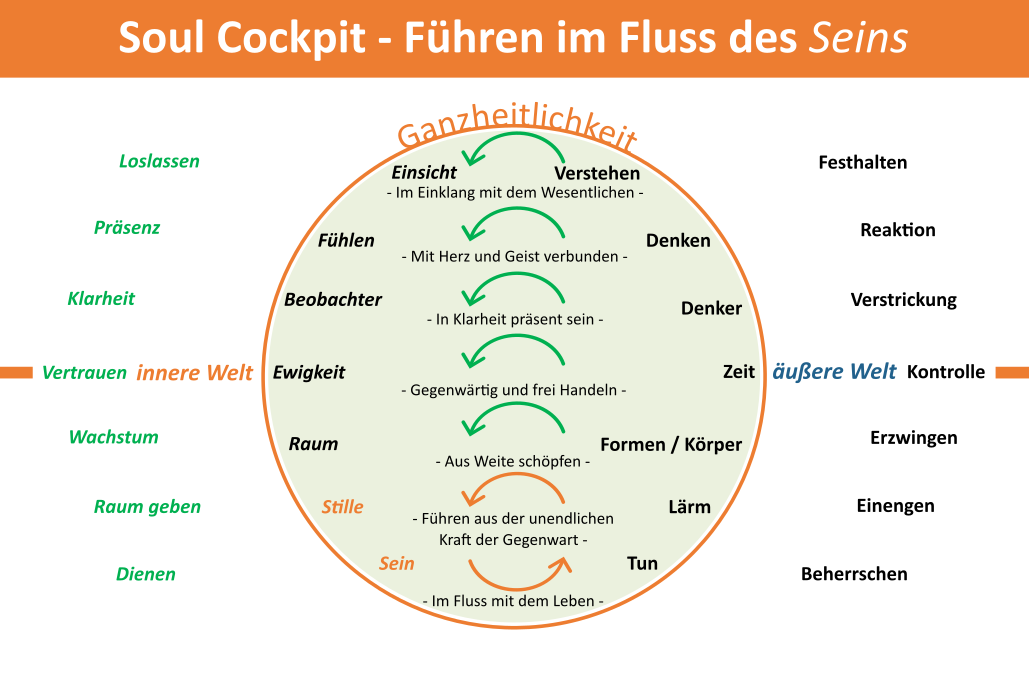 Soul Cockpit - Führen im Fluss des Seins
Ganzheitlichkeit
Loslassen
Einsicht
Verstehen
Festhalten
- Im Einklang mit dem Wesentlichen -
Präsenz
Fühlen
Denken
Reaktion
- Mit Herz und Geist verbunden -
Klarheit
Beobachter
Denker
Verstrickung
- In Klarheit präsent sein -
Vertrauen innere Welt
Ewigkeit
Zeit
äußere Welt Kontrolle
- Gegenwärtig und frei Handeln -
Wachstum
Raum
Formen / Körper
Erzwingen
- Aus Weite schöpfen -
Raum geben
Stille
Lärm
Einengen
- Führen aus der unendlichen
Kraft der Gegenwart -
Dienen
Sein
Tun
Beherrschen
- Im Fluss mit dem Leben -